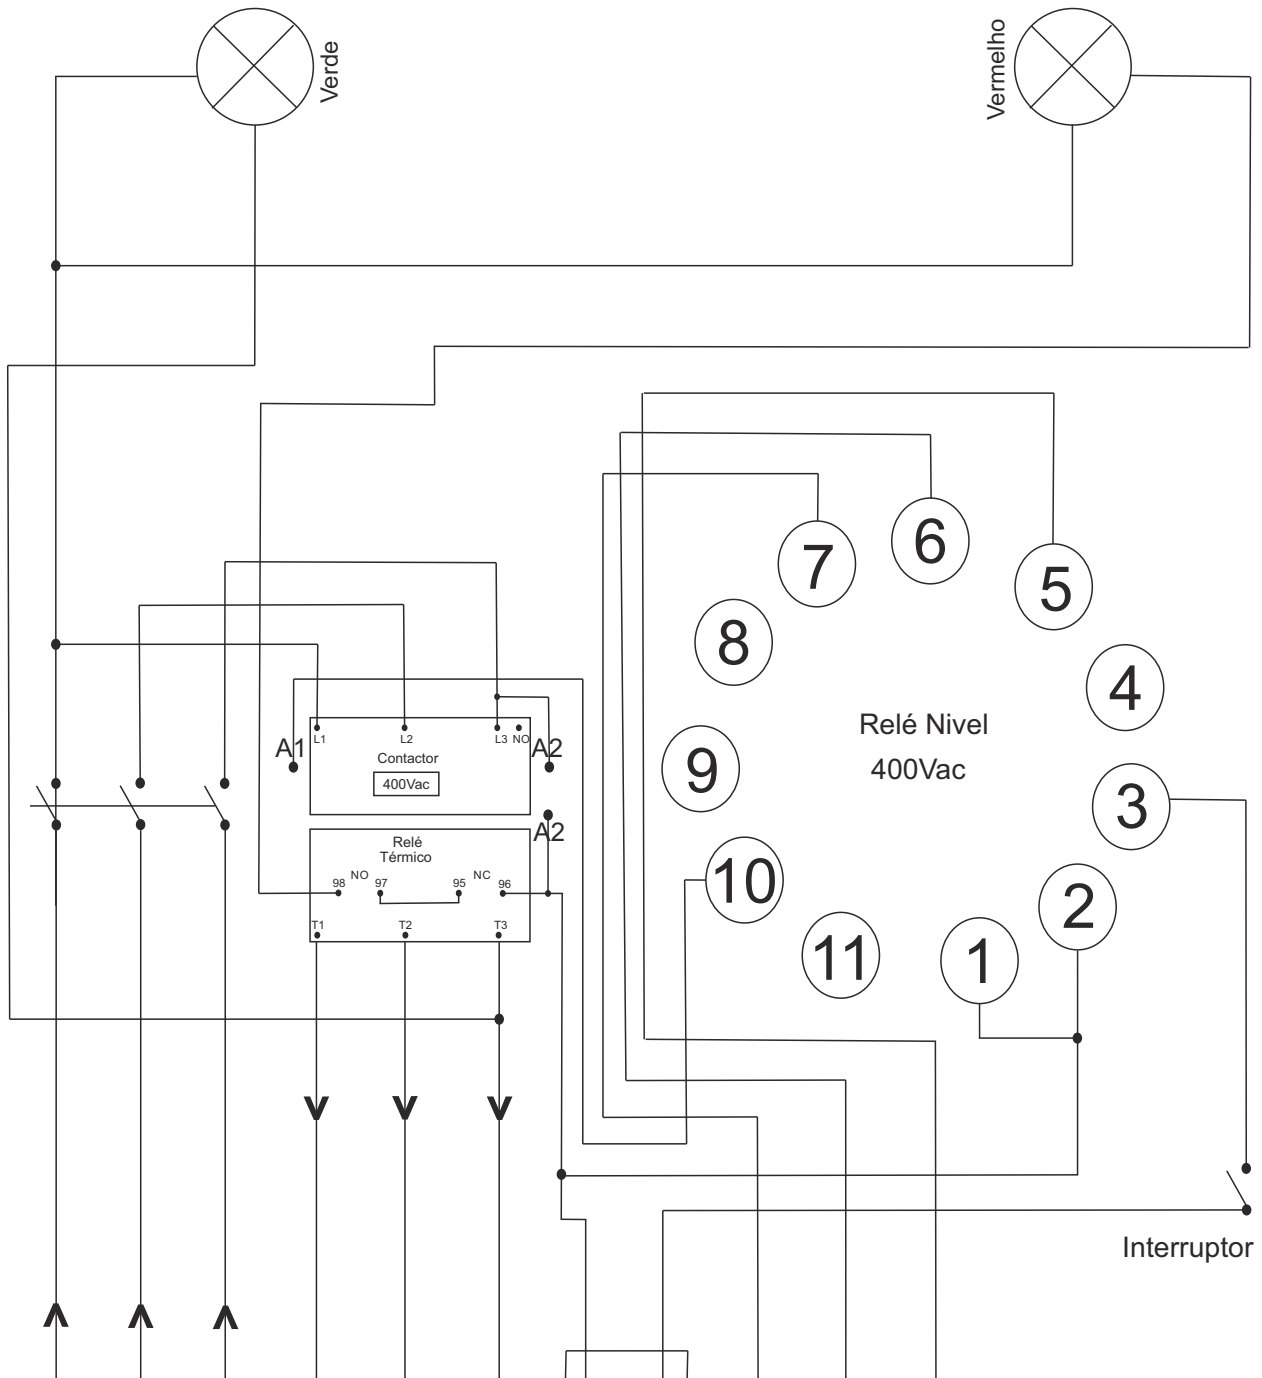 Verde
Vermelho
7
6
5
8
4
Relé Nivel
400Vac
9
3
10
2
11
1
A1
L1
L2
L3
NO
A2
Contactor
400Vac
A2
Relé
Térmico
NO
NC
98
97
95
96
T1
T2
T3
Interruptor